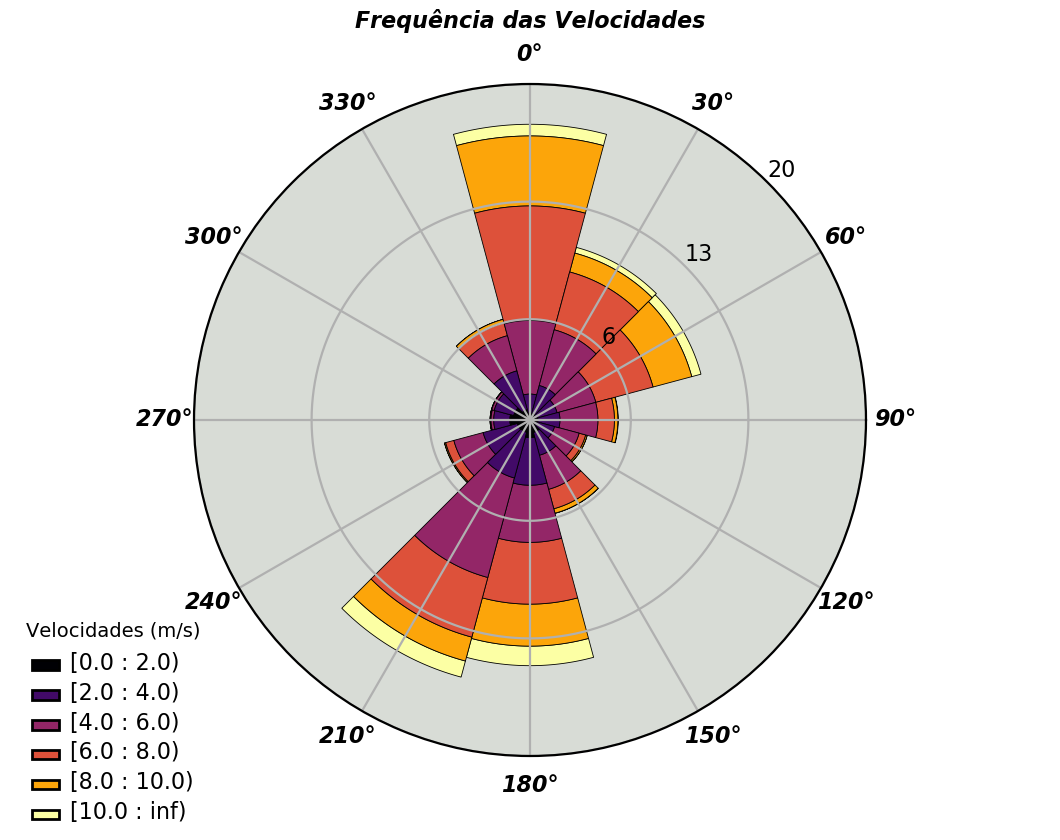 Frequência das Velocidades
0°
330°
30°
20
300°
60°
13
6
270°
90°
240°
120°
210°
150°
180°
Velocidades (m/s)
[0.0 : 2.0)
[2.0 : 4.0)
[4.0 : 6.0)
[6.0 : 8.0)
[8.0 : 10.0)
[10.0 : inf)